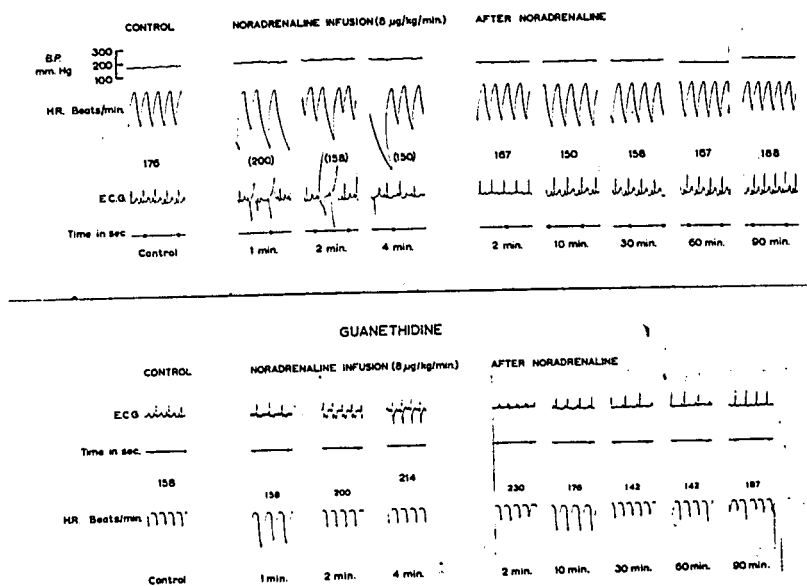 CONTROL NORADRENALINE INFUSION (8 µg/kg/min.) AFTER NORADRENALINE
B.P. mm. Hg 300 200 100
H.R. Beats/min.
176 (200) (158) (150) 167 150 158 167 188
E.C.G.
Time in sec
Control 1 min. 2 min. 4 min. 2 min. 10 min. 30 min. 60 min. 90 min.
GUANETHIDINE
CONTROL NORADRENALINE INFUSION (8 µg/kg/min.) AFTER NORADRENALINE
E.C.G
Time in sec.
158 158 200 214 230 176 142 142 187
H.R. Beats/min.
Control 1 min. 2 min. 4 min. 2 min. 10 min. 30 min. 60 min. 90 min.